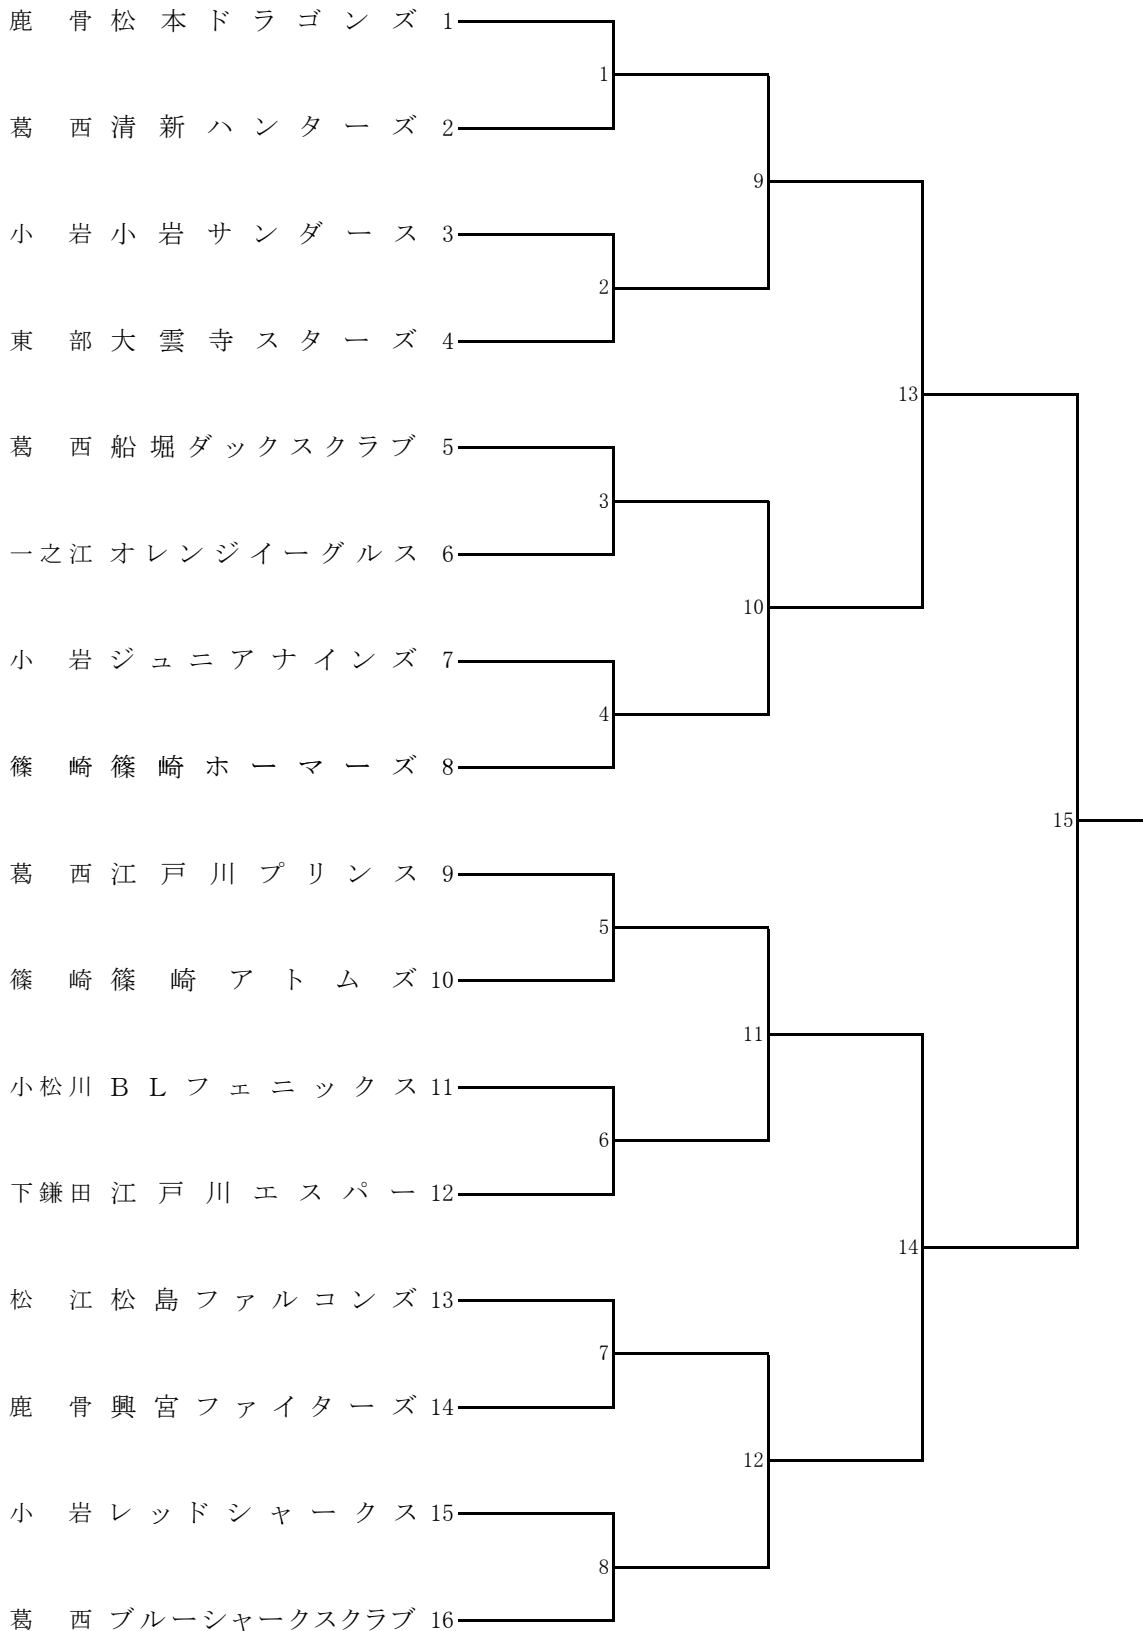 鹿骨 松本ドラゴンズ 1
1
葛西 清新ハンターズ 2
9
小岩 小岩サンダース 3
2
東部 大雲寺スターズ 4
13
葛西 船堀ダックスクラブ 5
3
一之江 オレンジイーグルス 6
10
小岩 ジュニアナインズ 7
4
篠崎 篠崎ホーマーズ 8
15
葛西 江戸川プリンス 9
5
篠崎 篠崎アトムズ 10
11
小松川 BLフェニックス 11
6
下鎌田 江戸川エスパー 12
14
松江 松島ファルコンズ 13
7
鹿骨 興宮ファイターズ 14
12
小岩 レッドシャークス 15
8
葛西 ブルーシャークスクラブ 16